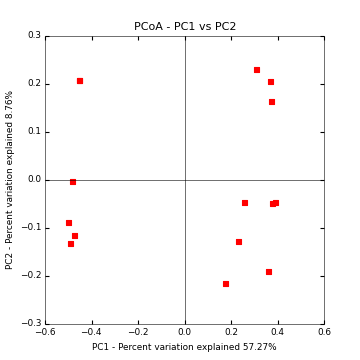 PCoA - PC1 vs PC2
0.3
0.2
0.1
0.0
−0.1
−0.2
−0.3
−0.6 −0.4 −0.2 0.0 0.2 0.4 0.6
PC2 - Percent variation explained 8.76%
PC1 - Percent variation explained 57.27%